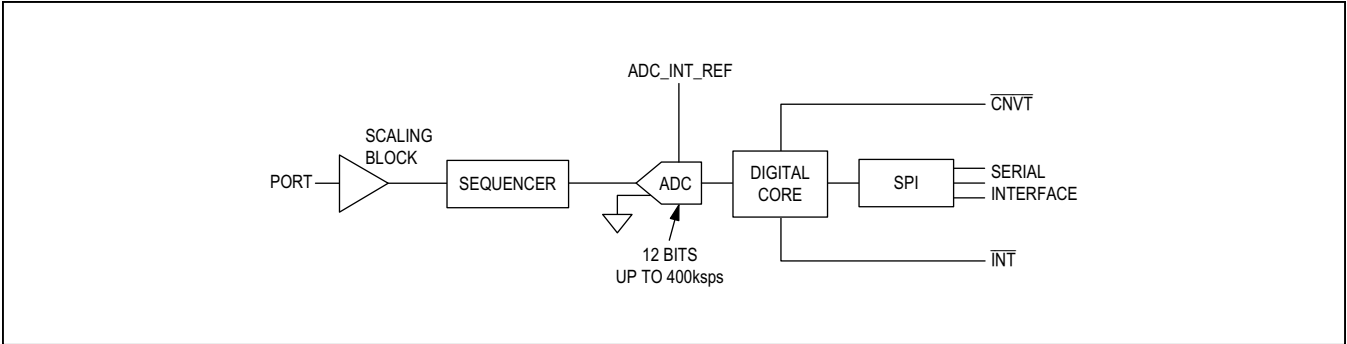 ADC_INT_REF
CNVT
SCALING
BLOCK
PORT
SEQUENCER
ADC
DIGITAL
CORE
SPI
SERIAL
INTERFACE
12 BITS
UP TO 400ksps
INT